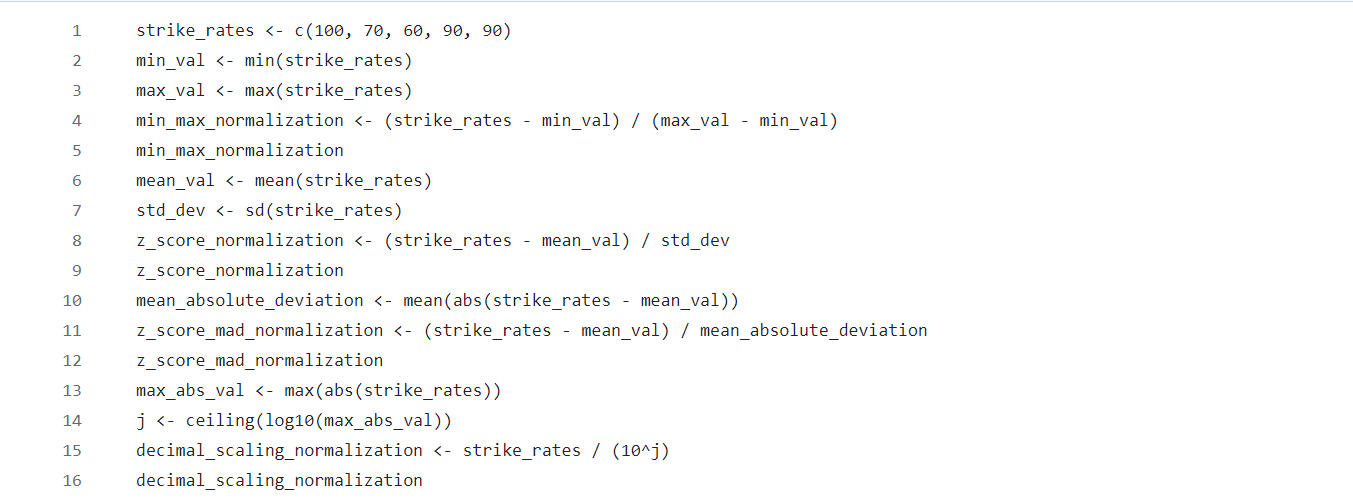 1 strike_rates <- c(100, 70, 60, 90, 90)
2 min_val <- min(strike_rates)
3 max_val <- max(strike_rates)
4 min_max_normalization <- (strike_rates - min_val) / (max_val - min_val)
5 min_max_normalization
6 mean_val <- mean(strike_rates)
7 std_dev <- sd(strike_rates)
8 z_score_normalization <- (strike_rates - mean_val) / std_dev
9 z_score_normalization
10 mean_absolute_deviation <- mean(abs(strike_rates - mean_val))
11 z_score_mad_normalization <- (strike_rates - mean_val) / mean_absolute_deviation
12 z_score_mad_normalization
13 max_abs_val <- max(abs(strike_rates))
14 j <- ceiling(log10(max_abs_val))
15 decimal_scaling_normalization <- strike_rates / (10^j)
16 decimal_scaling_normalization